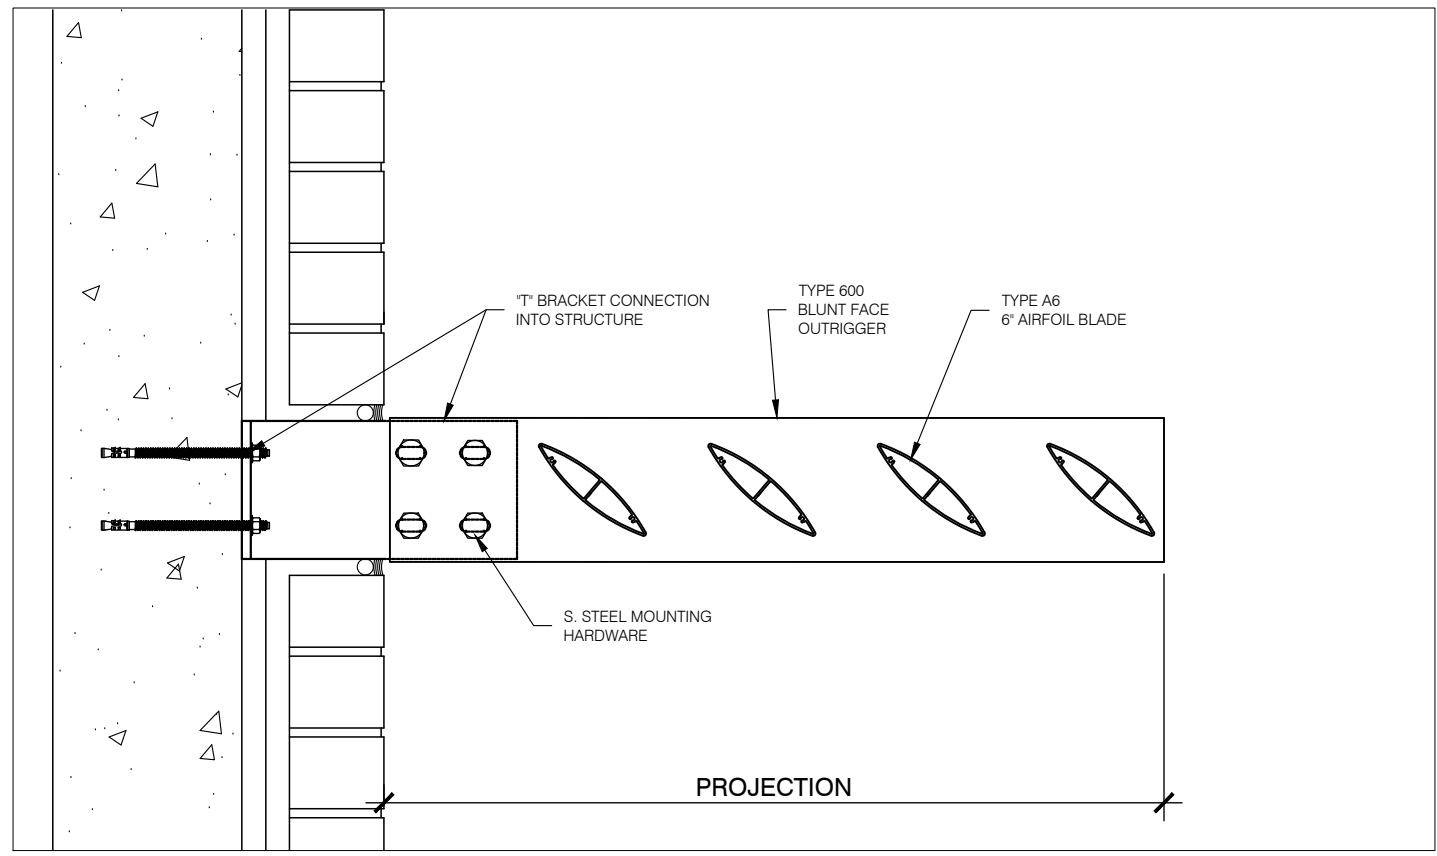 "T" BRACKET CONNECTION
INTO STRUCTURE
TYPE 600
BLUNT FACE
OUTRIGGER
TYPE A6
6" AIRFOIL BLADE
S. STEEL MOUNTING
HARDWARE
PROJECTION